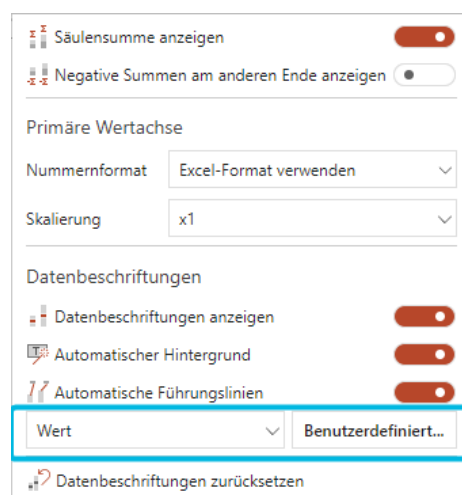 Säulensumme anzeigen
Negative Summen am anderen Ende anzeigen
Primäre Wertachse
Nummernformat Excel-Format verwenden
Skalierung x1
Datenbeschriftungen
Datenbeschriftungen anzeigen
Automatischer Hintergrund
Automatische Führungslinien
Wert Benutzerdefiniert...
Datenbeschriftungen zurücksetzen